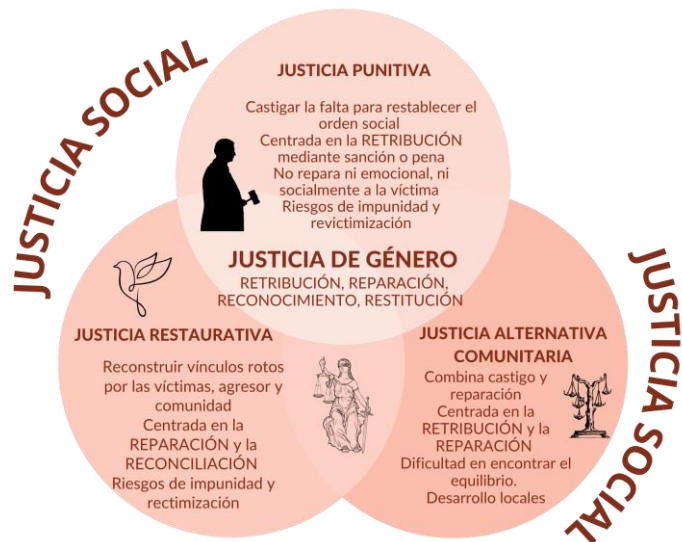 JUSTICIA SOCIAL
JUSTICIA PUNITIVA
Castigar la falta para restablecer el
orden social
Centrada en la RETRIBUCIÓN
mediante sanción o pena
No repara ni emocional, ni
socialmente a la víctima
Riesgos de impunidad y
revictimización
JUSTICIA DE GÉNERO
RETRIBUCIÓN, REPARACIÓN,
RECONOCIMIENTO, RESTITUCIÓN
JUSTICIA RESTAURATIVA
Reconstruir vínculos rotos
por las víctimas, agresor y
comunidad
Centrada en la
REPARACIÓN y la
RECONCILIACIÓN
Riesgos de impunidad y
rectimización
JUSTICIA ALTERNATIVA
COMUNITARIA
Combina castigo y
reparación
Centrada en la
RETRIBUCIÓN y la
REPARACIÓN
Dificultad en encontrar el
equilibrio.
Desarrollo locales
JUSTICIA SOCIAL